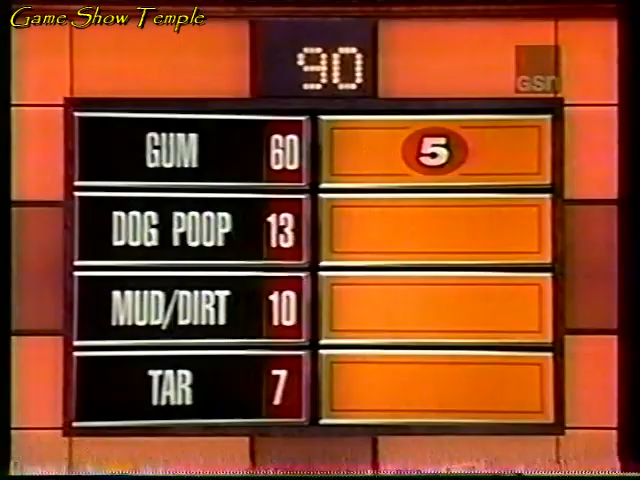 Game Show Temple
90
GSN
GUM 60
5
DOG POOP 13
MUD/DIRT 10
TAR 7